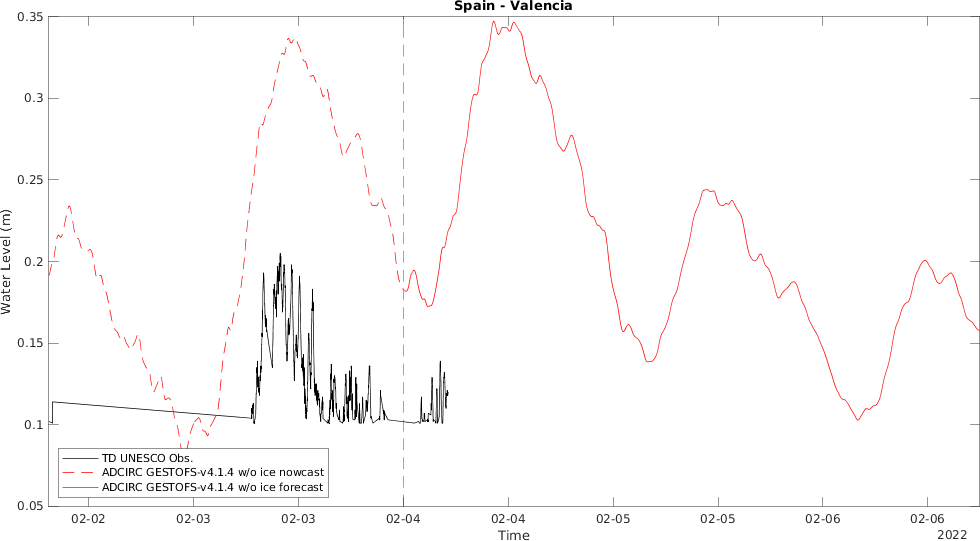 Spain - Valencia
0.35
0.3
0.25
0.2
0.15
0.1
0.05
Water Level (m)
TD UNESCO Obs.
ADCIRC GESTOFS-v4.1.4 w/o ice nowcast
ADCIRC GESTOFS-v4.1.4 w/o ice forecast
02-02 02-03 02-03 02-04 02-04 02-05 02-05 02-06 02-06
Time
2022